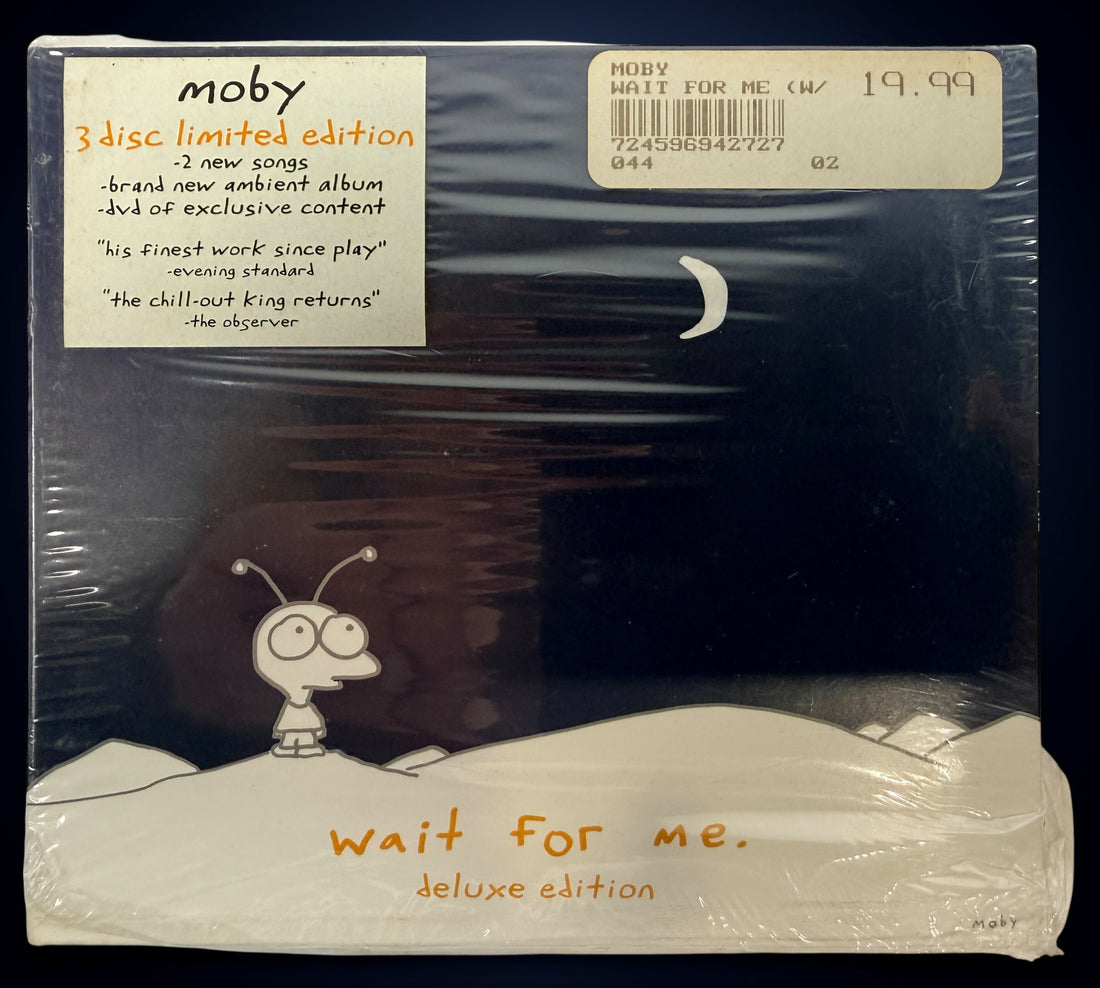 moby
3 disc limited edition
-2 new songs
-brand new ambient album
-dvd of exclusive content
"his finest work since play"
-evening standard
"the chill-out king returns"
-the observer
MOBY
WAIT FOR ME (W/ 19.99
724596942727
044 02
wait for me.
deluxe edition
moby